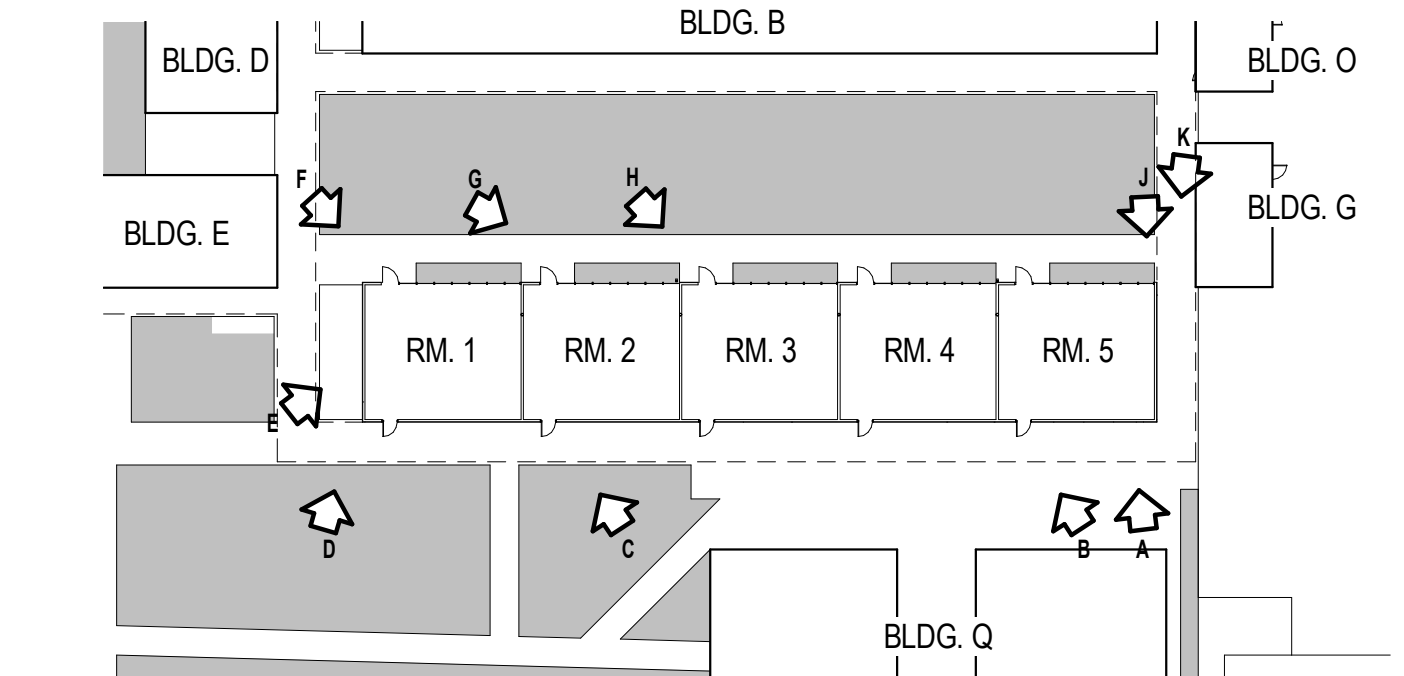 BLDG. B
BLDG. D
BLDG. O
K
F
G
H
J
BLDG. G
BLDG. E
RM. 1
RM. 2
RM. 3
RM. 4
RM. 5
E
D
C
B
A
BLDG. Q